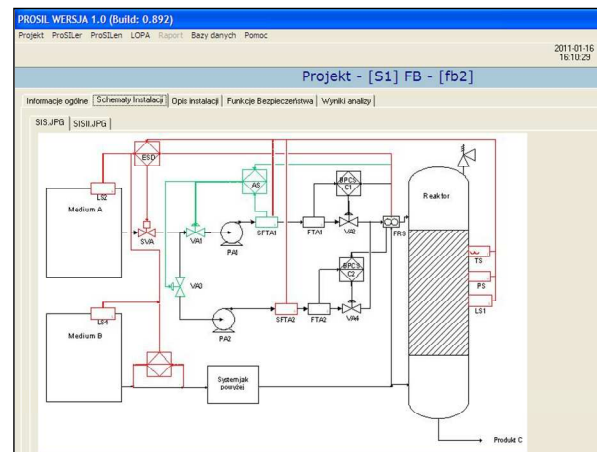 PROSIL WERSJA 1.0 (Build: 0.892)
Projekt ProSILer ProSILen LOPA Raport Bazy danych Pomoc
2011-01-16
16:10:29
Projekt - [S1] FB - [fb2]
Informacje ogólne Schematy Instalacji Opis instalacji Funkcje Bezpieczeństwa Wyniki analizy
SIS.JPG SISII.JPG
ESD
LS2
AS
BPCS
C1
Reaktor
Medium A
SVA
VA1
PA1
SFTA1
FTA1
VA2
FRS
TS
VA3
BPCS
C2
PS
LS1
PA2
SFTA2
FTA2
VA4
Medium B
System jak
powyżej
Produkt C